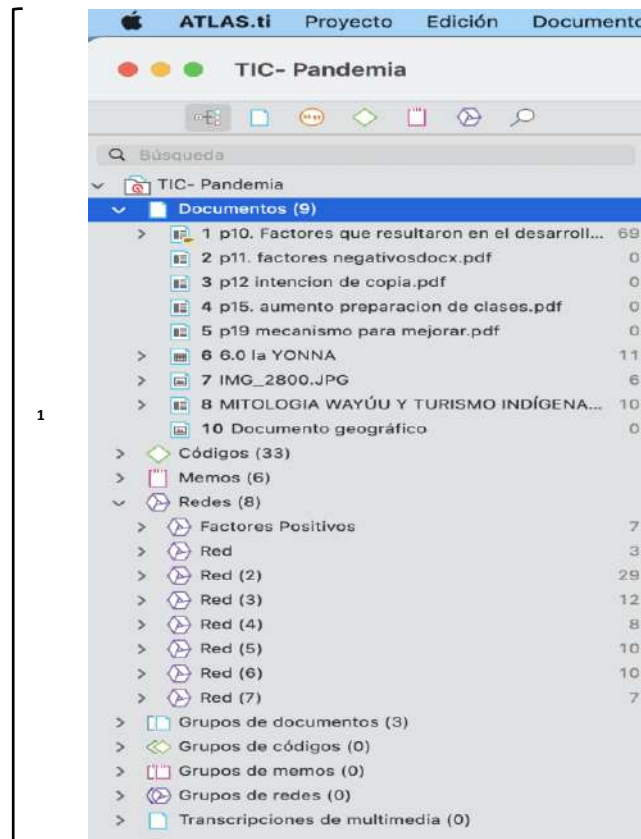 ATLAS.ti Proyecto Edición Documento
TIC- Pandemia
Búsqueda
TIC- Pandemia
Documentos (9)
1 p10. Factores que resultaron en el desarroll... 69
2 p11. factores negativosdocx.pdf 0
3 p12 intencion de copia.pdf 0
4 p15. aumento preparacion de clases.pdf 0
5 p19 mecanismo para mejorar.pdf 0
6 6.0 la YONNA 11
7 IMG_2800.JPG 6
8 MITOLOGIA WAYÚU Y TURISMO INDÍGENA... 10
1
10 Documento geográfico 0
Códigos (33)
Memos (6)
Redes (8)
Factores Positivos 7
Red 3
Red (2) 29
Red (3) 12
Red (4) 8
Red (5) 10
Red (6) 10
Red (7) 7
Grupos de documentos (3)
Grupos de códigos (0)
Grupos de memos (0)
Grupos de redes (0)
Transcripciones de multimedia (0)